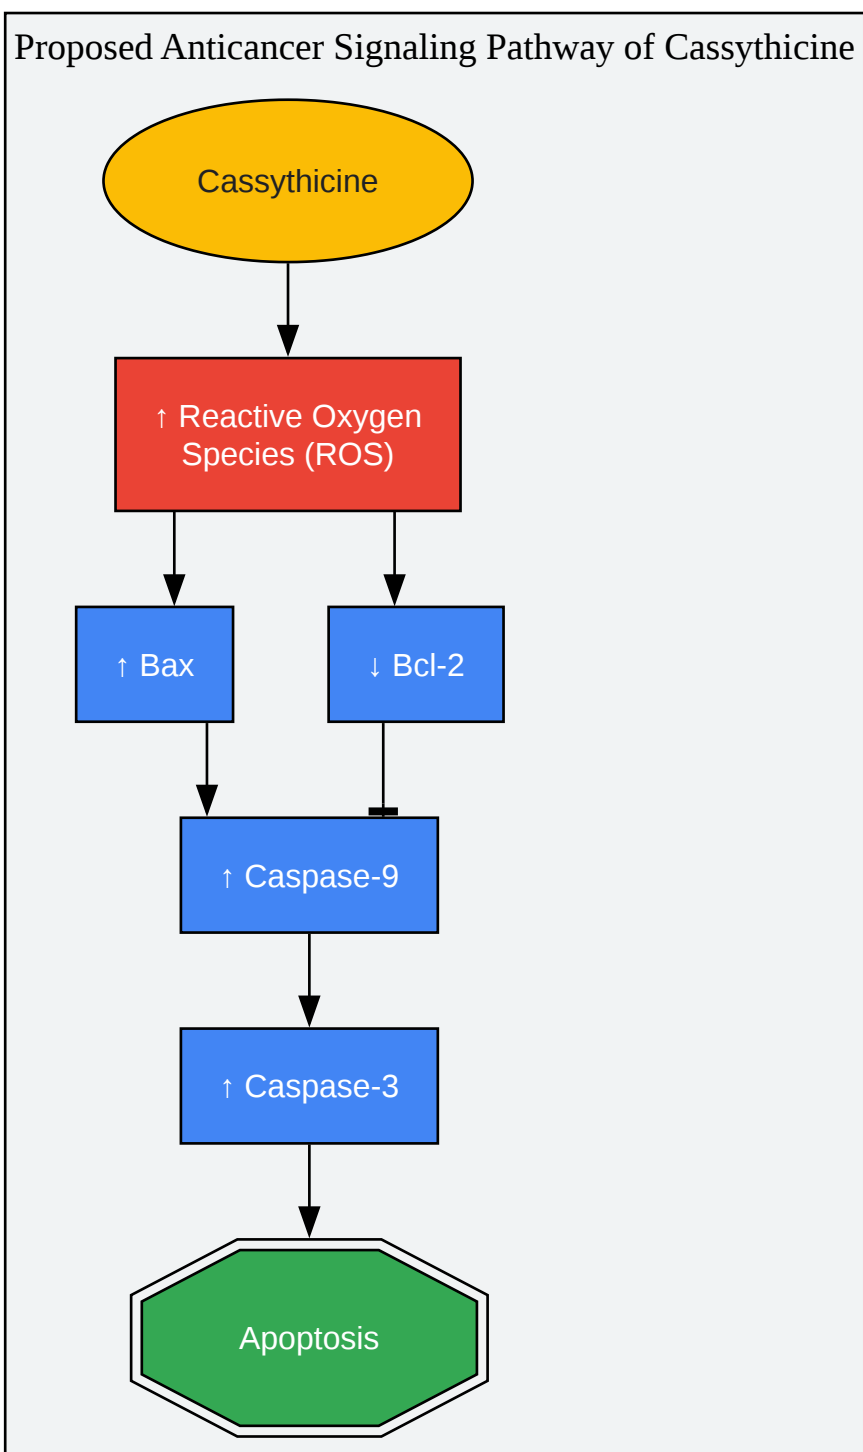 Proposed Anticancer Signaling Pathway of Cassythicine
Cassythicine
↑ Reactive Oxygen
Species (ROS)
↑ Bax
↓ Bcl-2
↑ Caspase-9
↑ Caspase-3
Apoptosis